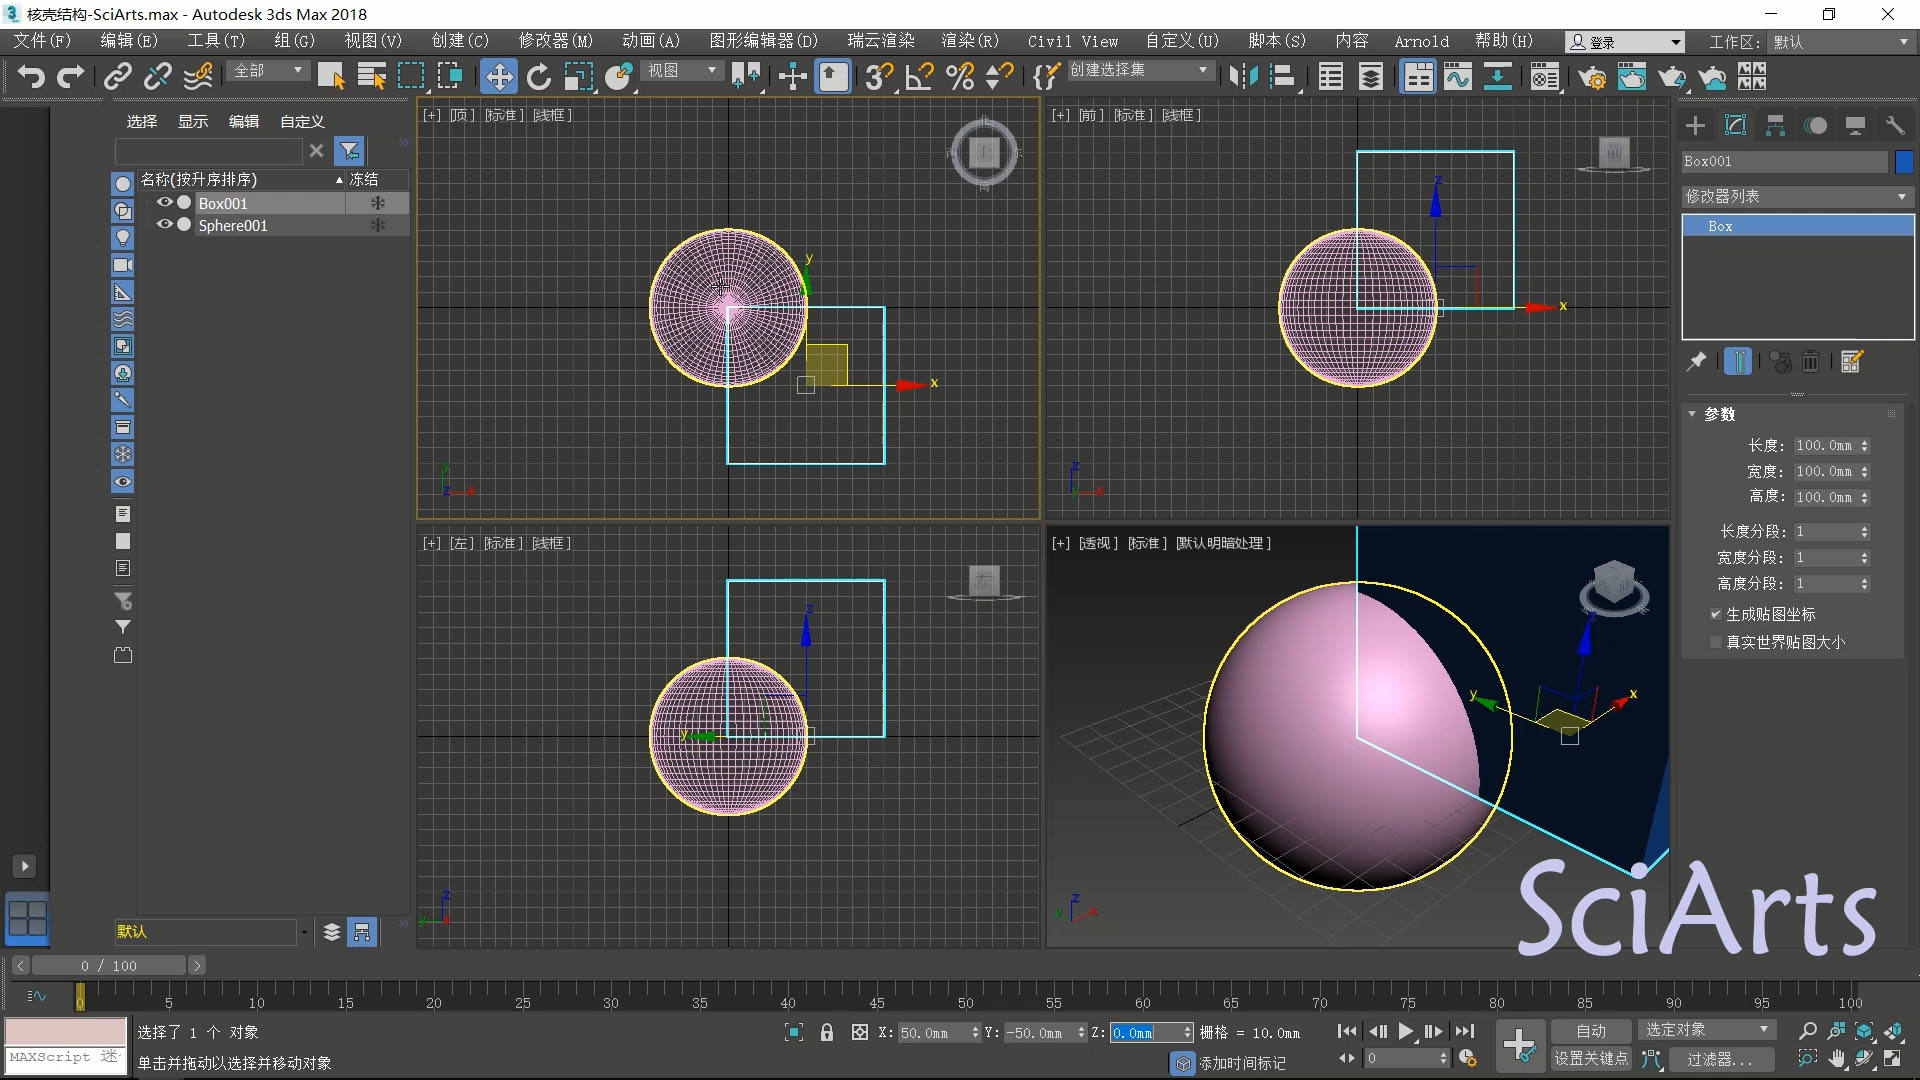 核壳结构-SciArts.max - Autodesk 3ds Max 2018
文件(F) 编辑(E) 工具(T) 组(G) 视图(V) 创建(C) 修改器(M) 动画(A) 图形编辑器(D) 瑞云渲染 渲染(R) Civil View 自定义(U) 脚本(S) 内容 Arnold 帮助(H) 登录 工作区: 默认
全部 视图 创建选择集
选择 显示 编辑 自定义
名称(按升序排序) 冻结
Box001
Sphere001
默认
[+] [顶] [标准] [线框]
上
北
南
东
y
x
y
z x
[+] [前] [标准] [线框]
前
z
x
z
y x
[+] [左] [标准] [线框]
左
z
y
z
y x
[+] [透视] [标准] [默认明暗处理]
z
y
x
z
y x
SciArts
Box001
修改器列表
Box
参数
长度: 100.0mm
宽度: 100.0mm
高度: 100.0mm
长度分段: 1
宽度分段: 1
高度分段: 1
生成贴图坐标
真实世界贴图大小
0 / 100
0 5 10 15 20 25 30 35 40 45 50 55 60 65 70 75 80 85 90 95 100
选择了 1 个 对象
X: 50.0mm Y: -50.0mm Z: 0.0mm 栅格 = 10.0mm
自动 选定对象
MAXScript 迷
单击并拖动以选择并移动对象
添加时间标记
0
设置关键点 过滤器...